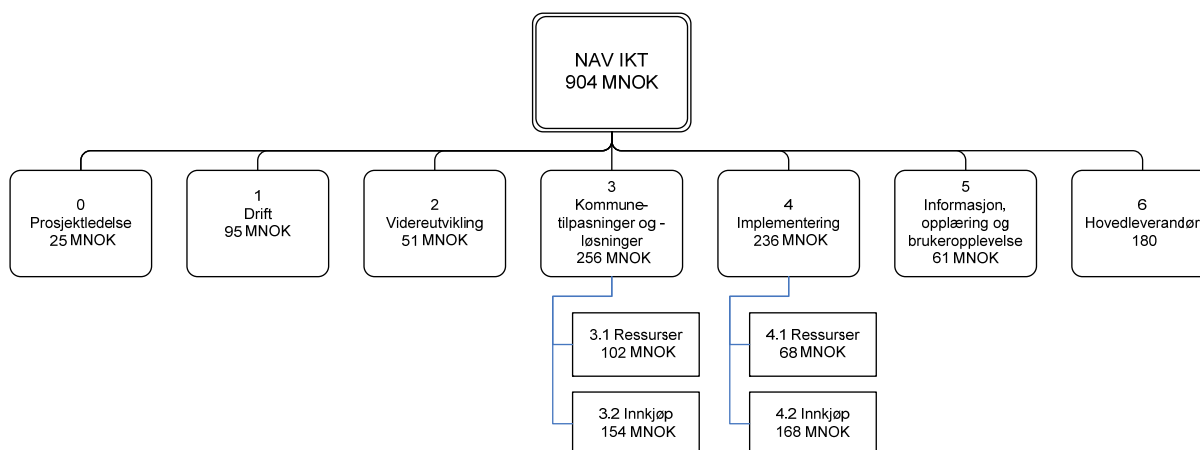 NAV IKT
904 MNOK
0
Prosjektledelse
25 MNOK
1
Drift
95 MNOK
2
Videreutvikling
51 MNOK
3
Kommune-
tilpasninger og -
løsninger
256 MNOK
4
Implementering
236 MNOK
5
Informasjon,
opplæring og
brukeropplevelse
61 MNOK
6
Hovedleverandør
180
3.1 Ressurser
102 MNOK
4.1 Ressurser
68 MNOK
3.2 Innkjøp
154 MNOK
4.2 Innkjøp
168 MNOK